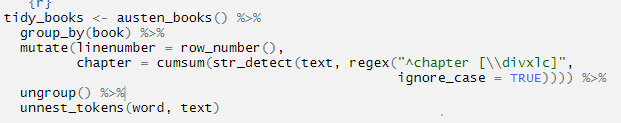 {r}
tidy_books <- austen_books() %>%
group_by(book) %>%
mutate(linenumber = row_number(),
chapter = cumsum(str_detect(text, regex("^chapter [\\divxlc]",
ignore_case = TRUE)))) %>%
ungroup() %>%
unnest_tokens(word, text)